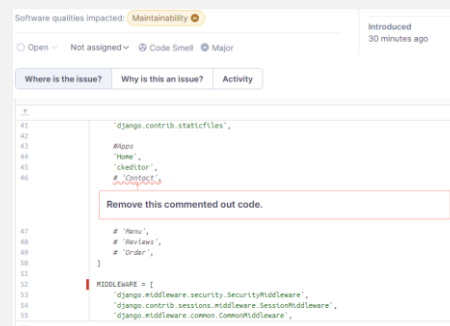 Software qualities impacted: Maintainability
Introduced
30 minutes ago
Open Not assigned Code Smell Major
Where is the issue? Why is this an issue? Activity
41 'django.contrib.staticfiles',
42
43 #Apps
44 'Home',
45 'ckeditor',
46 # 'Contact',
Remove this commented out code.
47 # 'Menu',
48 # 'Reviews',
49 # 'Order',
50 ]
51
52 MIDDLEWARE = [
53 'django.middleware.security.SecurityMiddleware',
54 'django.contrib.sessions.middleware.SessionMiddleware',
55 'django.middleware.common.CommonMiddleware',